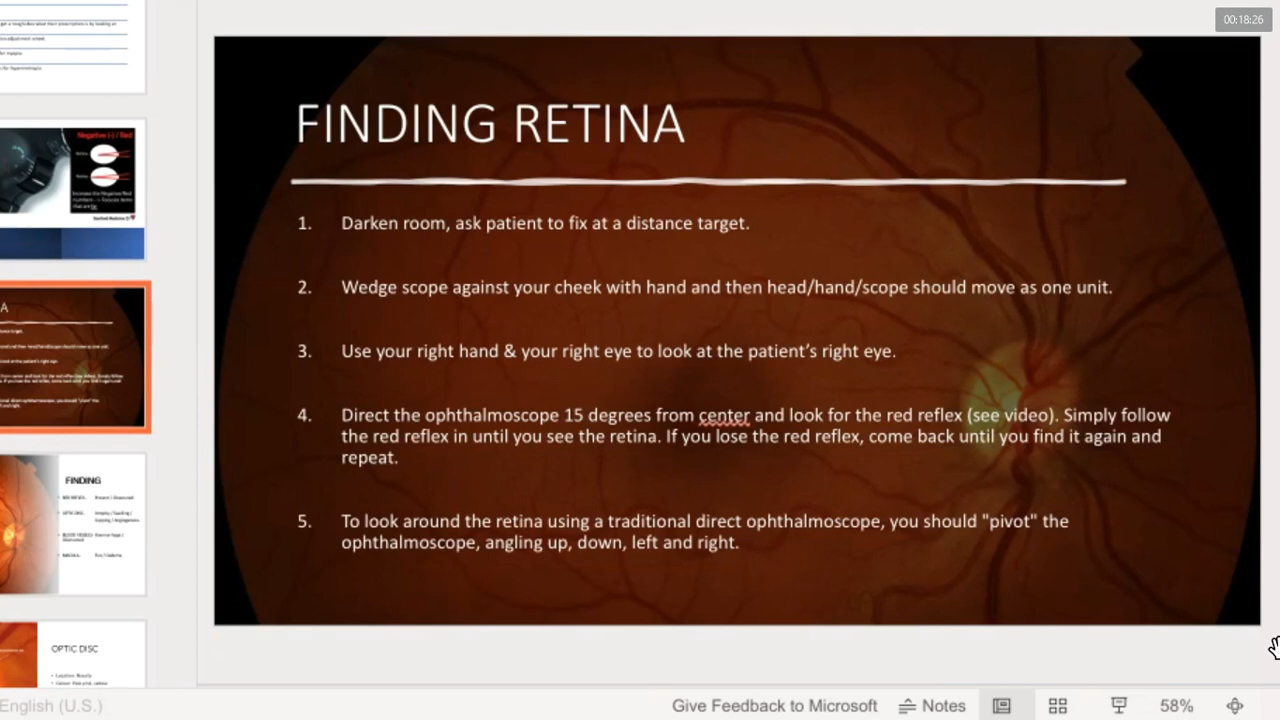 00:18:26
for myopia.
s for hypermetropia
Negative (-) / Red
FINDING RETINA
1. Darken room, ask patient to fix at a distance target.
2. Wedge scope against your cheek with hand and then head/hand/scope should move as one unit.
3. Use your right hand & your right eye to look at the patient’s right eye.
4. Direct the ophthalmoscope 15 degrees from center and look for the red reflex (see video). Simply follow
the red reflex in until you see the retina. If you lose the red reflex, come back until you find it again and
repeat.
5. To look around the retina using a traditional direct ophthalmoscope, you should "pivot" the
ophthalmoscope, angling up, down, left and right.
A
FINDING
OPTIC DISC
English (U.S.)
Give Feedback to Microsoft
Notes
58%